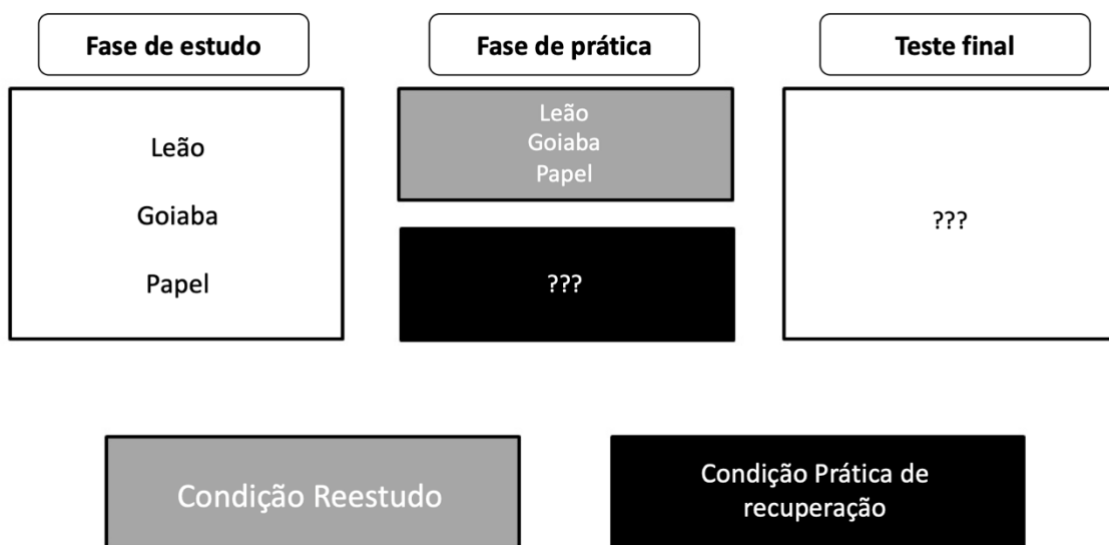 Fase de estudo
Fase de prática
Teste final
Leão
Goiaba
Papel
Leão
Goiaba
Papel
???
???
Condição Reestudo
Condição Prática de
recuperação